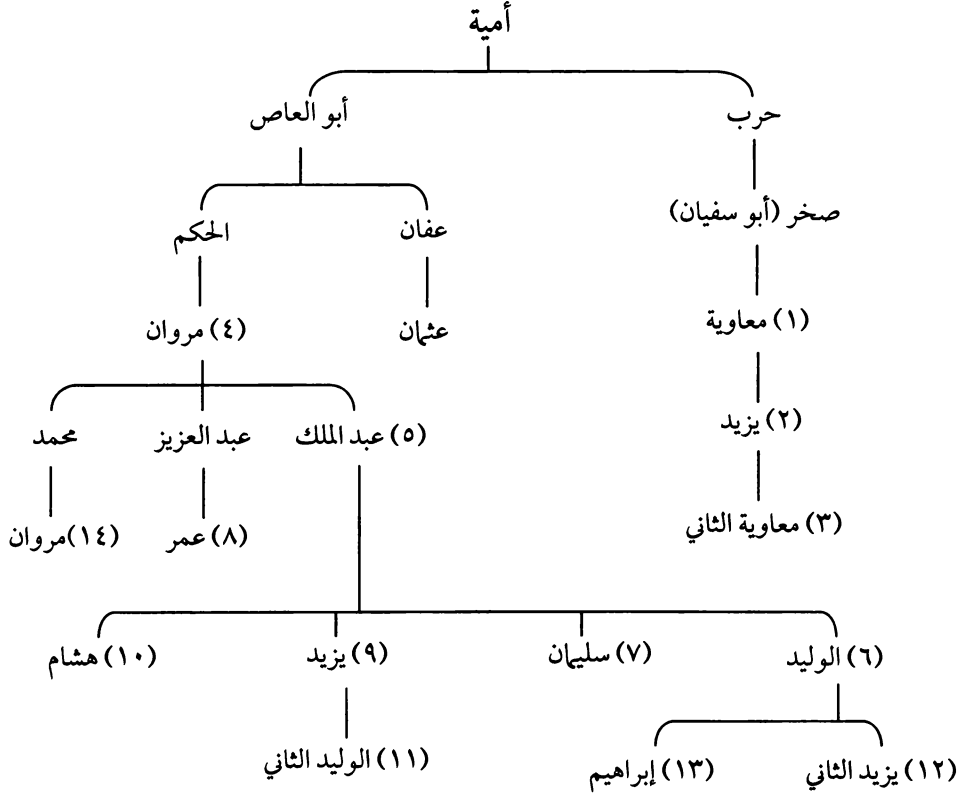 أمية
حرب
أبو العاص
صخر (أبو سفيان)
عفان
الحكم
(١) معاوية
عثمان
(٤) مروان
(٢) يزيد
(٥) عبد الملك
عبد العزيز
محمد
(٣) معاوية الثاني
(٨) عمر
(١٤) مروان
(٦) الوليد
(٧) سليمان
(٩) يزيد
(١٠) هشام
(١١) الوليد الثاني
(١٢) يزيد الثاني
(١٣) إبراهيم